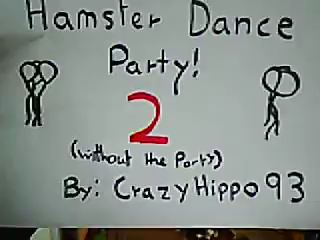 Hamster Dance
Party!
2
(without the Party)
By: CrazyHippo93